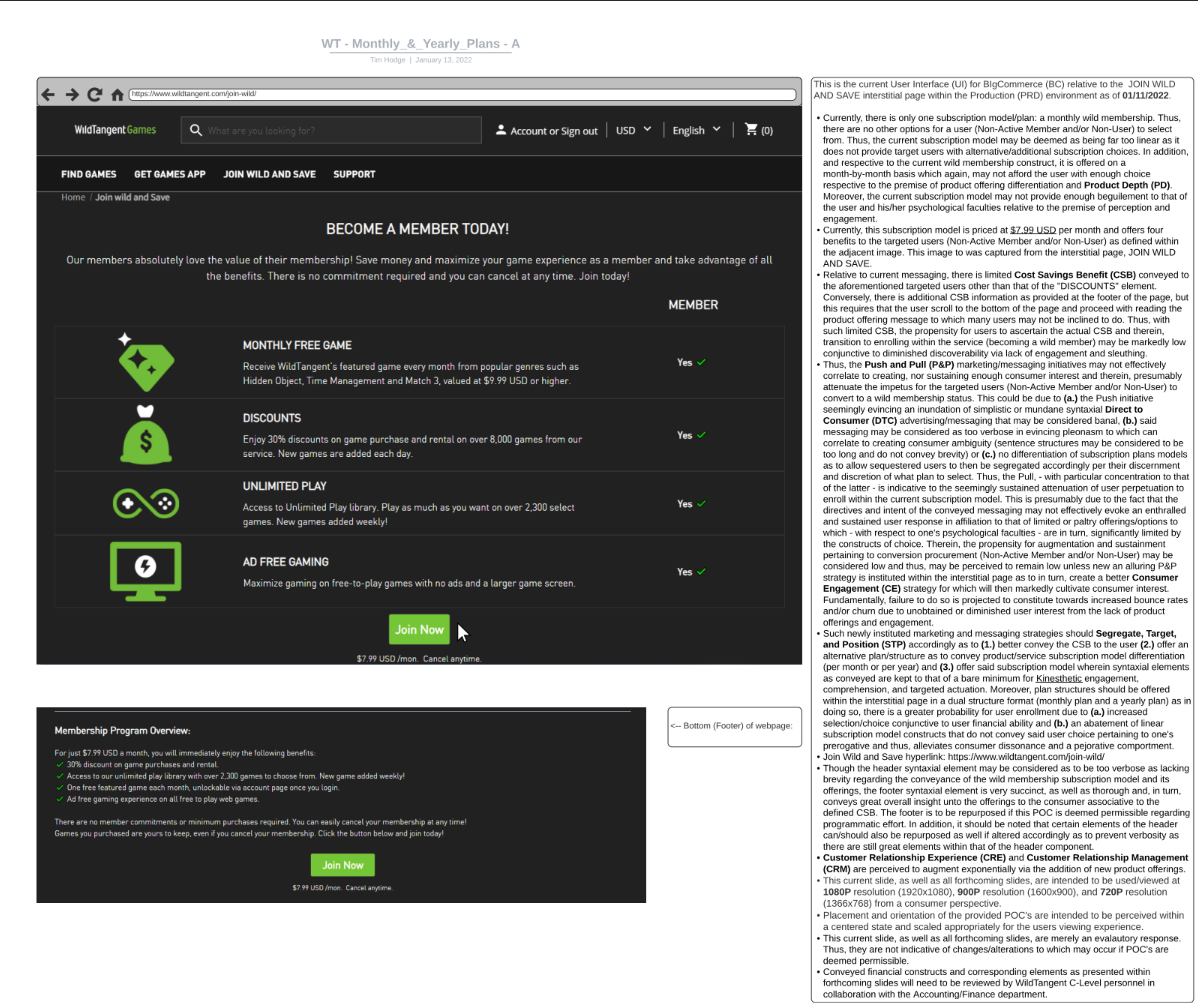 WT - Monthly_&_Yearly_Plans - A
Tim Hodge | January 13, 2022
https://www.wildtangent.com/join-wild/
WildTangent Games
What are you looking for?
Account or Sign out
USD
English
(0)
FIND GAMES
GET GAMES APP
JOIN WILD AND SAVE
SUPPORT
Home / Join wild and Save
BECOME A MEMBER TODAY!
Our members absolutely love the value of their membership! Save money and maximize your game experience as a member and take advantage of all
the benefits. There is no commitment required and you can cancel at any time. Join today!
MEMBER
MONTHLY FREE GAME
Receive WildTangent's featured game every month from popular genres such as
Hidden Object, Time Management and Match 3, valued at $9.99 USD or higher.
Yes ✓
DISCOUNTS
Enjoy 30% discounts on game purchase and rental on over 8,000 games from our
service. New games are added each day.
Yes ✓
UNLIMITED PLAY
Access to Unlimited Play library. Play as much as you want on over 2,300 select
games. New games added weekly!
Yes ✓
AD FREE GAMING
Maximize gaming on free-to-play games with no ads and a larger game screen.
Yes ✓
Join Now
$7.99 USD /mon. Cancel anytime.
Membership Program Overview:
For just $7.99 USD a month, you will immediately enjoy the following benefits:
✓ 30% discount on game purchases and rental.
✓ Access to our unlimited play library with over 2,300 games to choose from. New game added weekly!
✓ One free featured game each month, unlockable via account page once you login.
✓ Ad free gaming experience on all free to play web games.
There are no member commitments or minimum purchases required. You can easily cancel your membership at any time!
Games you purchased are yours to keep, even if you cancel your membership. Click the button below and join today!
Join Now
$7.99 USD /mon. Cancel anytime.
<-- Bottom (Footer) of webpage:
This is the current User Interface (UI) for BIgCommerce (BC) relative to the JOIN WILD
AND SAVE interstitial page within the Production (PRD) environment as of 01/11/2022.
• Currently, there is only one subscription model/plan: a monthly wild membership. Thus,
there are no other options for a user (Non-Active Member and/or Non-User) to select
from. Thus, the current subscription model may be deemed as being far too linear as it
does not provide target users with alternative/additional subscription choices. In addition,
and respective to the current wild membership construct, it is offered on a
month-by-month basis which again, may not afford the user with enough choice
respective to the premise of product offering differentiation and Product Depth (PD).
Moreover, the current subscription model may not provide enough beguilement to that of
the user and his/her psychological faculties relative to the premise of perception and
engagement.
• Currently, this subscription model is priced at $7.99 USD per month and offers four
benefits to the targeted users (Non-Active Member and/or Non-User) as defined within
the adjacent image. This image to was captured from the interstitial page, JOIN WILD
AND SAVE.
• Relative to current messaging, there is limited Cost Savings Benefit (CSB) conveyed to
the aforementioned targeted users other than that of the "DISCOUNTS" element.
Conversely, there is additional CSB information as provided at the footer of the page, but
this requires that the user scroll to the bottom of the page and proceed with reading the
product offering message to which many users may not be inclined to do. Thus, with
such limited CSB, the propensity for users to ascertain the actual CSB and therein,
transition to enrolling within the service (becoming a wild member) may be markedly low
conjunctive to diminished discoverability via lack of engagement and sleuthing.
• Thus, the Push and Pull (P&P) marketing/messaging initiatives may not effectively
correlate to creating, nor sustaining enough consumer interest and therein, presumably
attenuate the impetus for the targeted users (Non-Active Member and/or Non-User) to
convert to a wild membership status. This could be due to (a.) the Push initiative
seemingly evincing an inundation of simplistic or mundane syntaxial Direct to
Consumer (DTC) advertising/messaging that may be considered banal, (b.) said
messaging may be considered as too verbose in evincing pleonasm to which can
correlate to creating consumer ambiguity (sentence structures may be considered to be
too long and do not convey brevity) or (c.) no differentiation of subscription plans models
as to allow sequestered users to then be segregated accordingly per their discernment
and discretion of what plan to select. Thus, the Pull, - with particular concentration to that
of the latter - is indicative to the seemingly sustained attenuation of user perpetuation to
enroll within the current subscription model. This is presumably due to the fact that the
directives and intent of the conveyed messaging may not effectively evoke an enthralled
and sustained user response in affiliation to that of limited or paltry offerings/options to
which - with respect to one's psychological faculties - are in turn, significantly limited by
the constructs of choice. Therein, the propensity for augmentation and sustainment
pertaining to conversion procurement (Non-Active Member and/or Non-User) may be
considered low and thus, may be perceived to remain low unless new an alluring P&P
strategy is instituted within the interstitial page as to in turn, create a better Consumer
Engagement (CE) strategy for which will then markedly cultivate consumer interest.
Fundamentally, failure to do so is projected to constitute towards increased bounce rates
and/or churn due to unobtained or diminished user interest from the lack of product
offerings and engagement.
• Such newly instituted marketing and messaging strategies should Segregate, Target,
and Position (STP) accordingly as to (1.) better convey the CSB to the user (2.) offer an
alternative plan/structure as to convey product/service subscription model differentiation
(per month or per year) and (3.) offer said subscription model wherein syntaxial elements
as conveyed are kept to that of a bare minimum for Kinesthetic engagement,
comprehension, and targeted actuation. Moreover, plan structures should be offered
within the interstitial page in a dual structure format (monthly plan and a yearly plan) as in
doing so, there is a greater probability for user enrollment due to (a.) increased
selection/choice conjunctive to user financial ability and (b.) an abatement of linear
subscription model constructs that do not convey said user choice pertaining to one's
prerogative and thus, alleviates consumer dissonance and a pejorative comportment.
• Join Wild and Save hyperlink: https://www.wildtangent.com/join-wild/
• Though the header syntaxial element may be considered as to be too verbose as lacking
brevity regarding the conveyance of the wild membership subscription model and its
offerings, the footer syntaxial element is very succinct, as well as thorough and, in turn,
conveys great overall insight unto the offerings to the consumer associative to the
defined CSB. The footer is to be repurposed if this POC is deemed permissible regarding
programmatic effort. In addition, it should be noted that certain elements of the header
can/should also be repurposed as well if altered accordingly as to prevent verbosity as
there are still great elements within that of the header component.
• Customer Relationship Experience (CRE) and Customer Relationship Management
(CRM) are perceived to augment exponentially via the addition of new product offerings.
• This current slide, as well as all forthcoming slides, are intended to be used/viewed at
1080P resolution (1920x1080), 900P resolution (1600x900), and 720P resolution
(1366x768) from a consumer perspective.
• Placement and orientation of the provided POC's are intended to be perceived within
a centered state and scaled appropriately for the users viewing experience.
• This current slide, as well as all forthcoming slides, are merely an evalautory response.
Thus, they are not indicative of changes/alterations to which may occur if POC's are
deemed permissible.
• Conveyed financial constructs and corresponding elements as presented within
forthcoming slides will need to be reviewed by WildTangent C-Level personnel in
collaboration with the Accounting/Finance department.